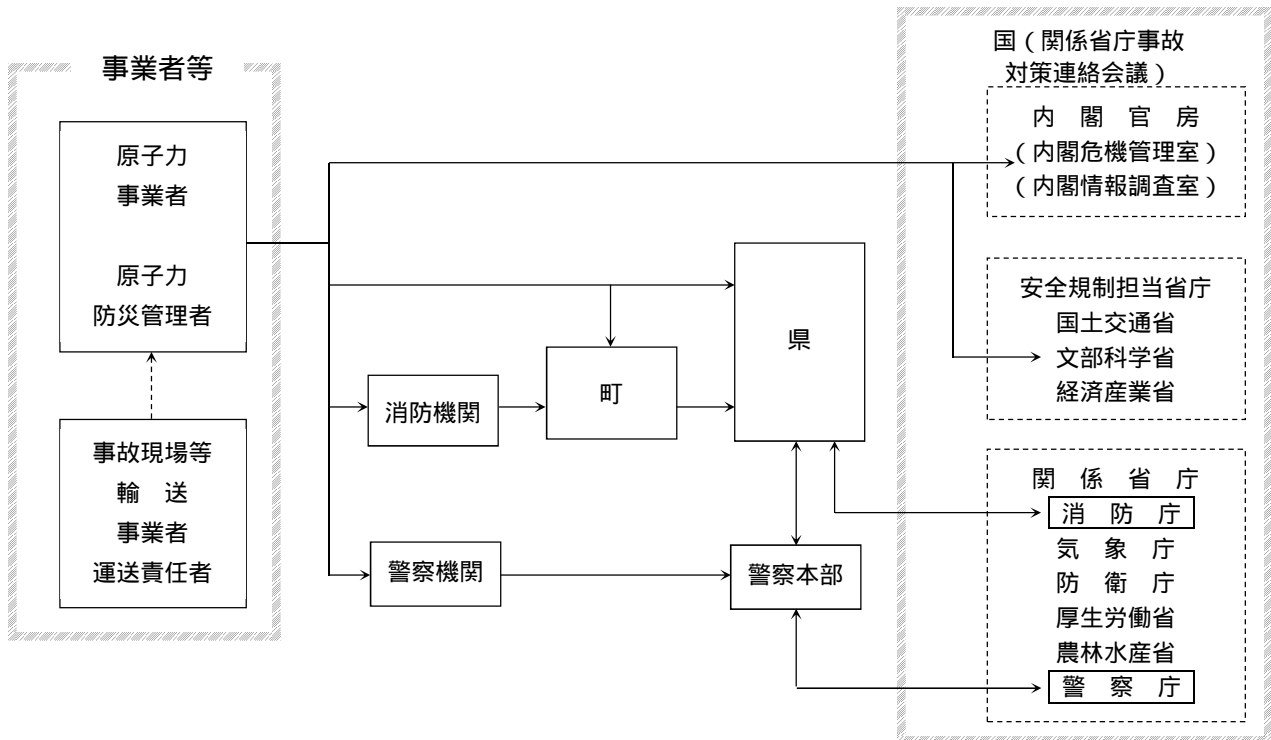 事業者等
原子力
事業者
原子力
防災管理者
事故現場等
輸　送
事業者
運送責任者
消防機関
警察機関
町
県
警察本部
国（関係省庁事故
対策連絡会議）
内　閣　官　房
（内閣危機管理室）
（内閣情報調査室）
安全規制担当省庁
国土交通省
文部科学省
経済産業省
関　係　省　庁
消　防　庁
気　象　庁
防　衛　庁
厚生労働省
農林水産省
警　察　庁